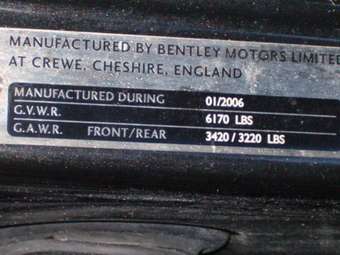 MANUFACTURED BY BENTLEY MOTORS LIMITED
AT CREWE, CHESHIRE, ENGLAND
MANUFACTURED DURING 01/2006
G.V.W.R. 6170 LBS
G.A.W.R. FRONT/REAR 3420 / 3220 LBS